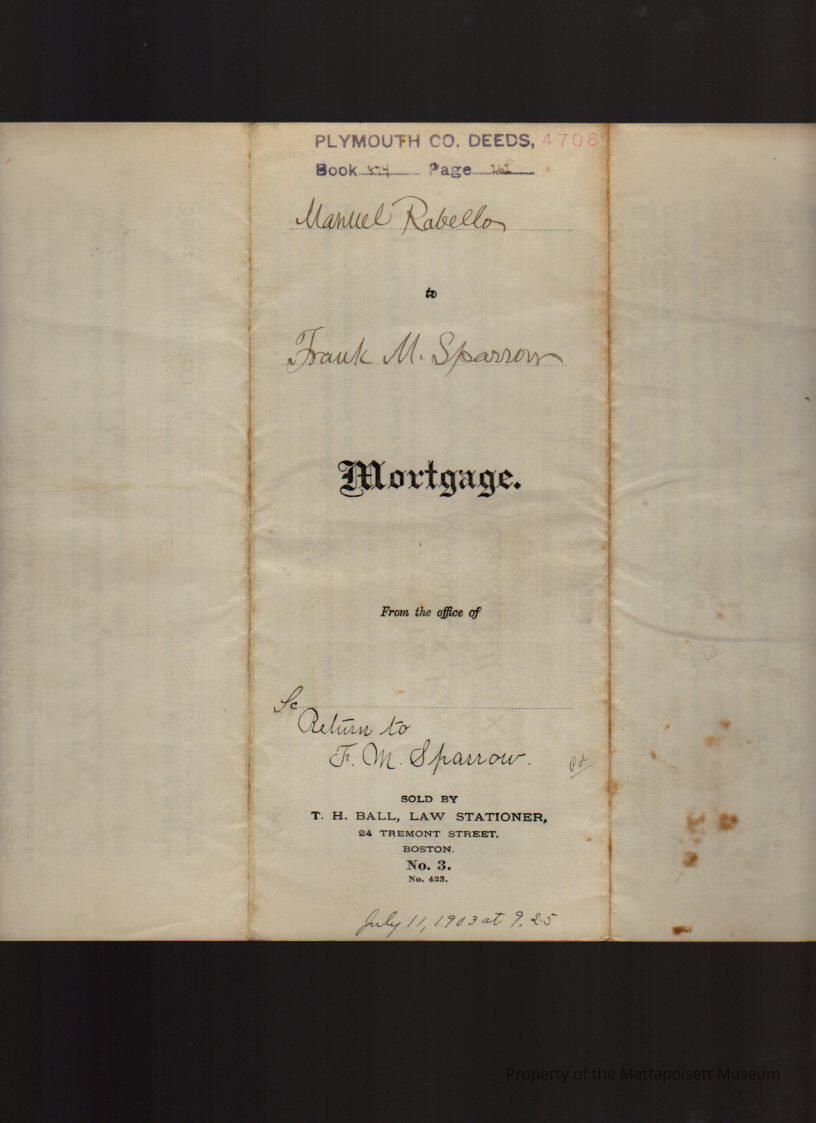 PLYMOUTH CO. DEEDS, 4708
Book 874 Page
Manuel Rabello
to
Frank M. Sparrow
Mortgage.
From the office of
Return to
F. M. Sparrow.
SOLD BY
T. H. BALL, LAW STATIONER,
24 TREMONT STREET,
BOSTON.
No. 3.
No. 423.
July 11, 1903 at 9.25
Property of the Mattapoisett Museum